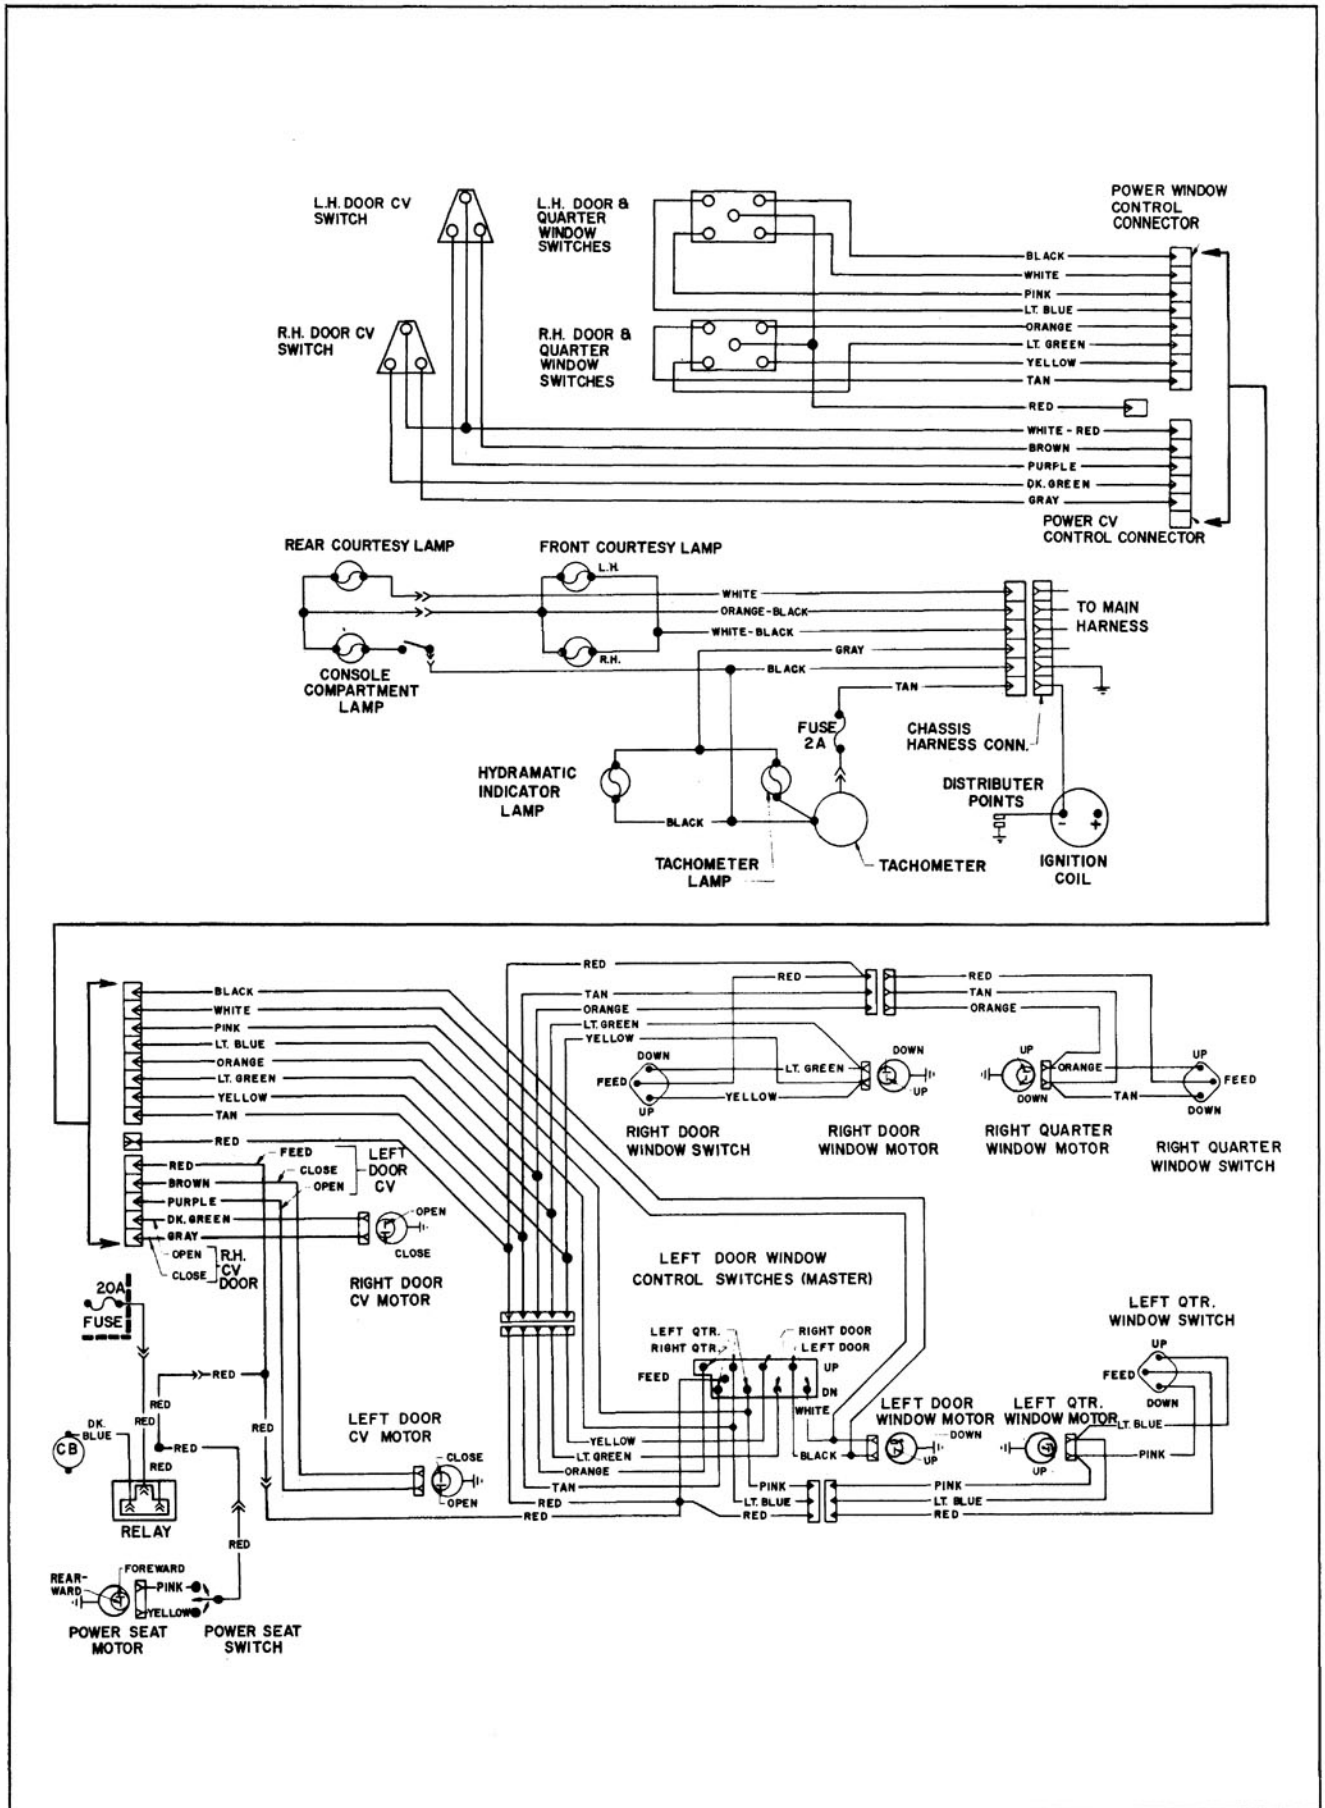 L.H. DOOR CV
SWITCH
L.H. DOOR &
QUARTER
WINDOW
SWITCHES
POWER WINDOW
CONTROL
CONNECTOR
BLACK
WHITE
PINK
LT. BLUE
R.H. DOOR CV
SWITCH
R.H. DOOR &
QUARTER
WINDOW
SWITCHES
ORANGE
LT. GREEN
YELLOW
TAN
RED
WHITE - RED
BROWN
PURPLE
DK. GREEN
GRAY
POWER CV
CONTROL CONNECTOR
REAR COURTESY LAMP
FRONT COURTESY LAMP
L.H.
R.H.
CONSOLE
COMPARTMENT
LAMP
WHITE
ORANGE-BLACK
WHITE-BLACK
GRAY
BLACK
TAN
TO MAIN
HARNESS
FUSE
2A
CHASSIS
HARNESS CONN.
HYDRAMATIC
INDICATOR
LAMP
BLACK
TACHOMETER
LAMP
TACHOMETER
DISTRIBUTER
POINTS
-
+
IGNITION
COIL
BLACK
WHITE
PINK
LT. BLUE
ORANGE
LT. GREEN
YELLOW
TAN
RED
RED
TAN
ORANGE
LT. GREEN
YELLOW
RED
RED
TAN
ORANGE
DOWN
FEED
UP
LT. GREEN
YELLOW
RIGHT DOOR
WINDOW SWITCH
DOWN
UP
RIGHT DOOR
WINDOW MOTOR
UP
DOWN
RIGHT QUARTER
WINDOW MOTOR
ORANGE
TAN
UP
FEED
DOWN
RIGHT QUARTER
WINDOW SWITCH
RED
BROWN
PURPLE
DK. GREEN
GRAY
FEED
CLOSE
OPEN
LEFT
DOOR
CV
OPEN
CLOSE
R.H.
CV
DOOR
OPEN
CLOSE
RIGHT DOOR
CV MOTOR
20A
FUSE
RED
RED
RED
RED
RED
RED
DK.
BLUE
CB
RELAY
RED
LEFT DOOR
CV MOTOR
CLOSE
OPEN
LEFT DOOR WINDOW
CONTROL SWITCHES (MASTER)
LEFT QTR.
RIGHT QTR.
RIGHT DOOR
LEFT DOOR
FEED
UP
DN
WHITE
BLACK
YELLOW
LT. GREEN
ORANGE
TAN
RED
RED
PINK
LT. BLUE
RED
LEFT DOOR
WINDOW MOTOR
DOWN
UP
LEFT QTR.
WINDOW MOTOR
UP
LEFT QTR.
WINDOW SWITCH
UP
FEED
DOWN
LT. BLUE
PINK
PINK
LT. BLUE
RED
REAR-
WARD
FOREWARD
PINK
YELLOW
POWER SEAT
MOTOR
POWER SEAT
SWITCH